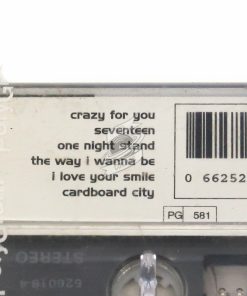 crazy for you
seventeen
one night stand
the way i wanna be
i love your smile
cardboard city
0 66252
PG 581
STEREO